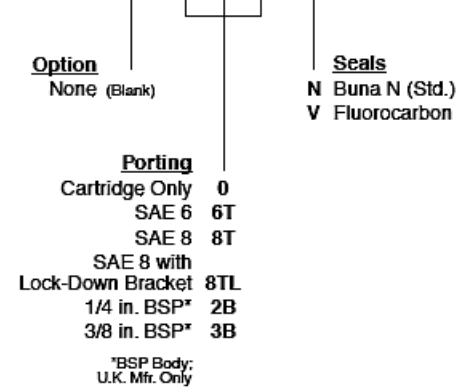 Option
None (Blank)
Seals
N Buna N (Std.)
V Fluorocarbon
Porting
Cartridge Only 0
SAE 6 6T
SAE 8 8T
SAE 8 with
Lock-Down Bracket 8TL
1/4 in. BSP* 2B
3/8 in. BSP* 3B
*BSP Body;
U.K. Mfr. Only